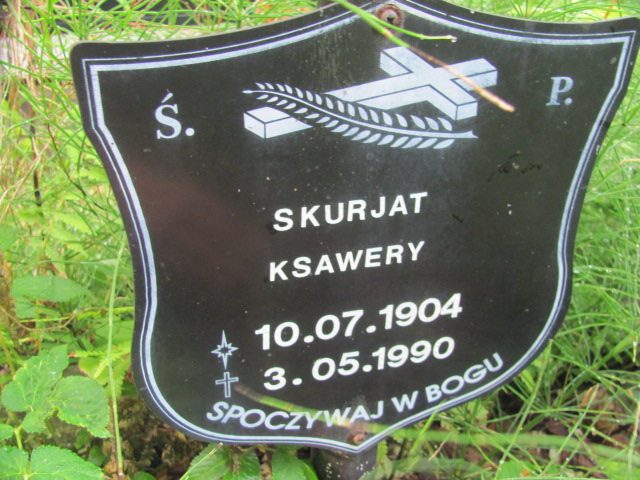 Ś. P.
SKURJAT
KSAWERY
10.07.1904
3.05.1990
SPOCZYWAJ W BOGU